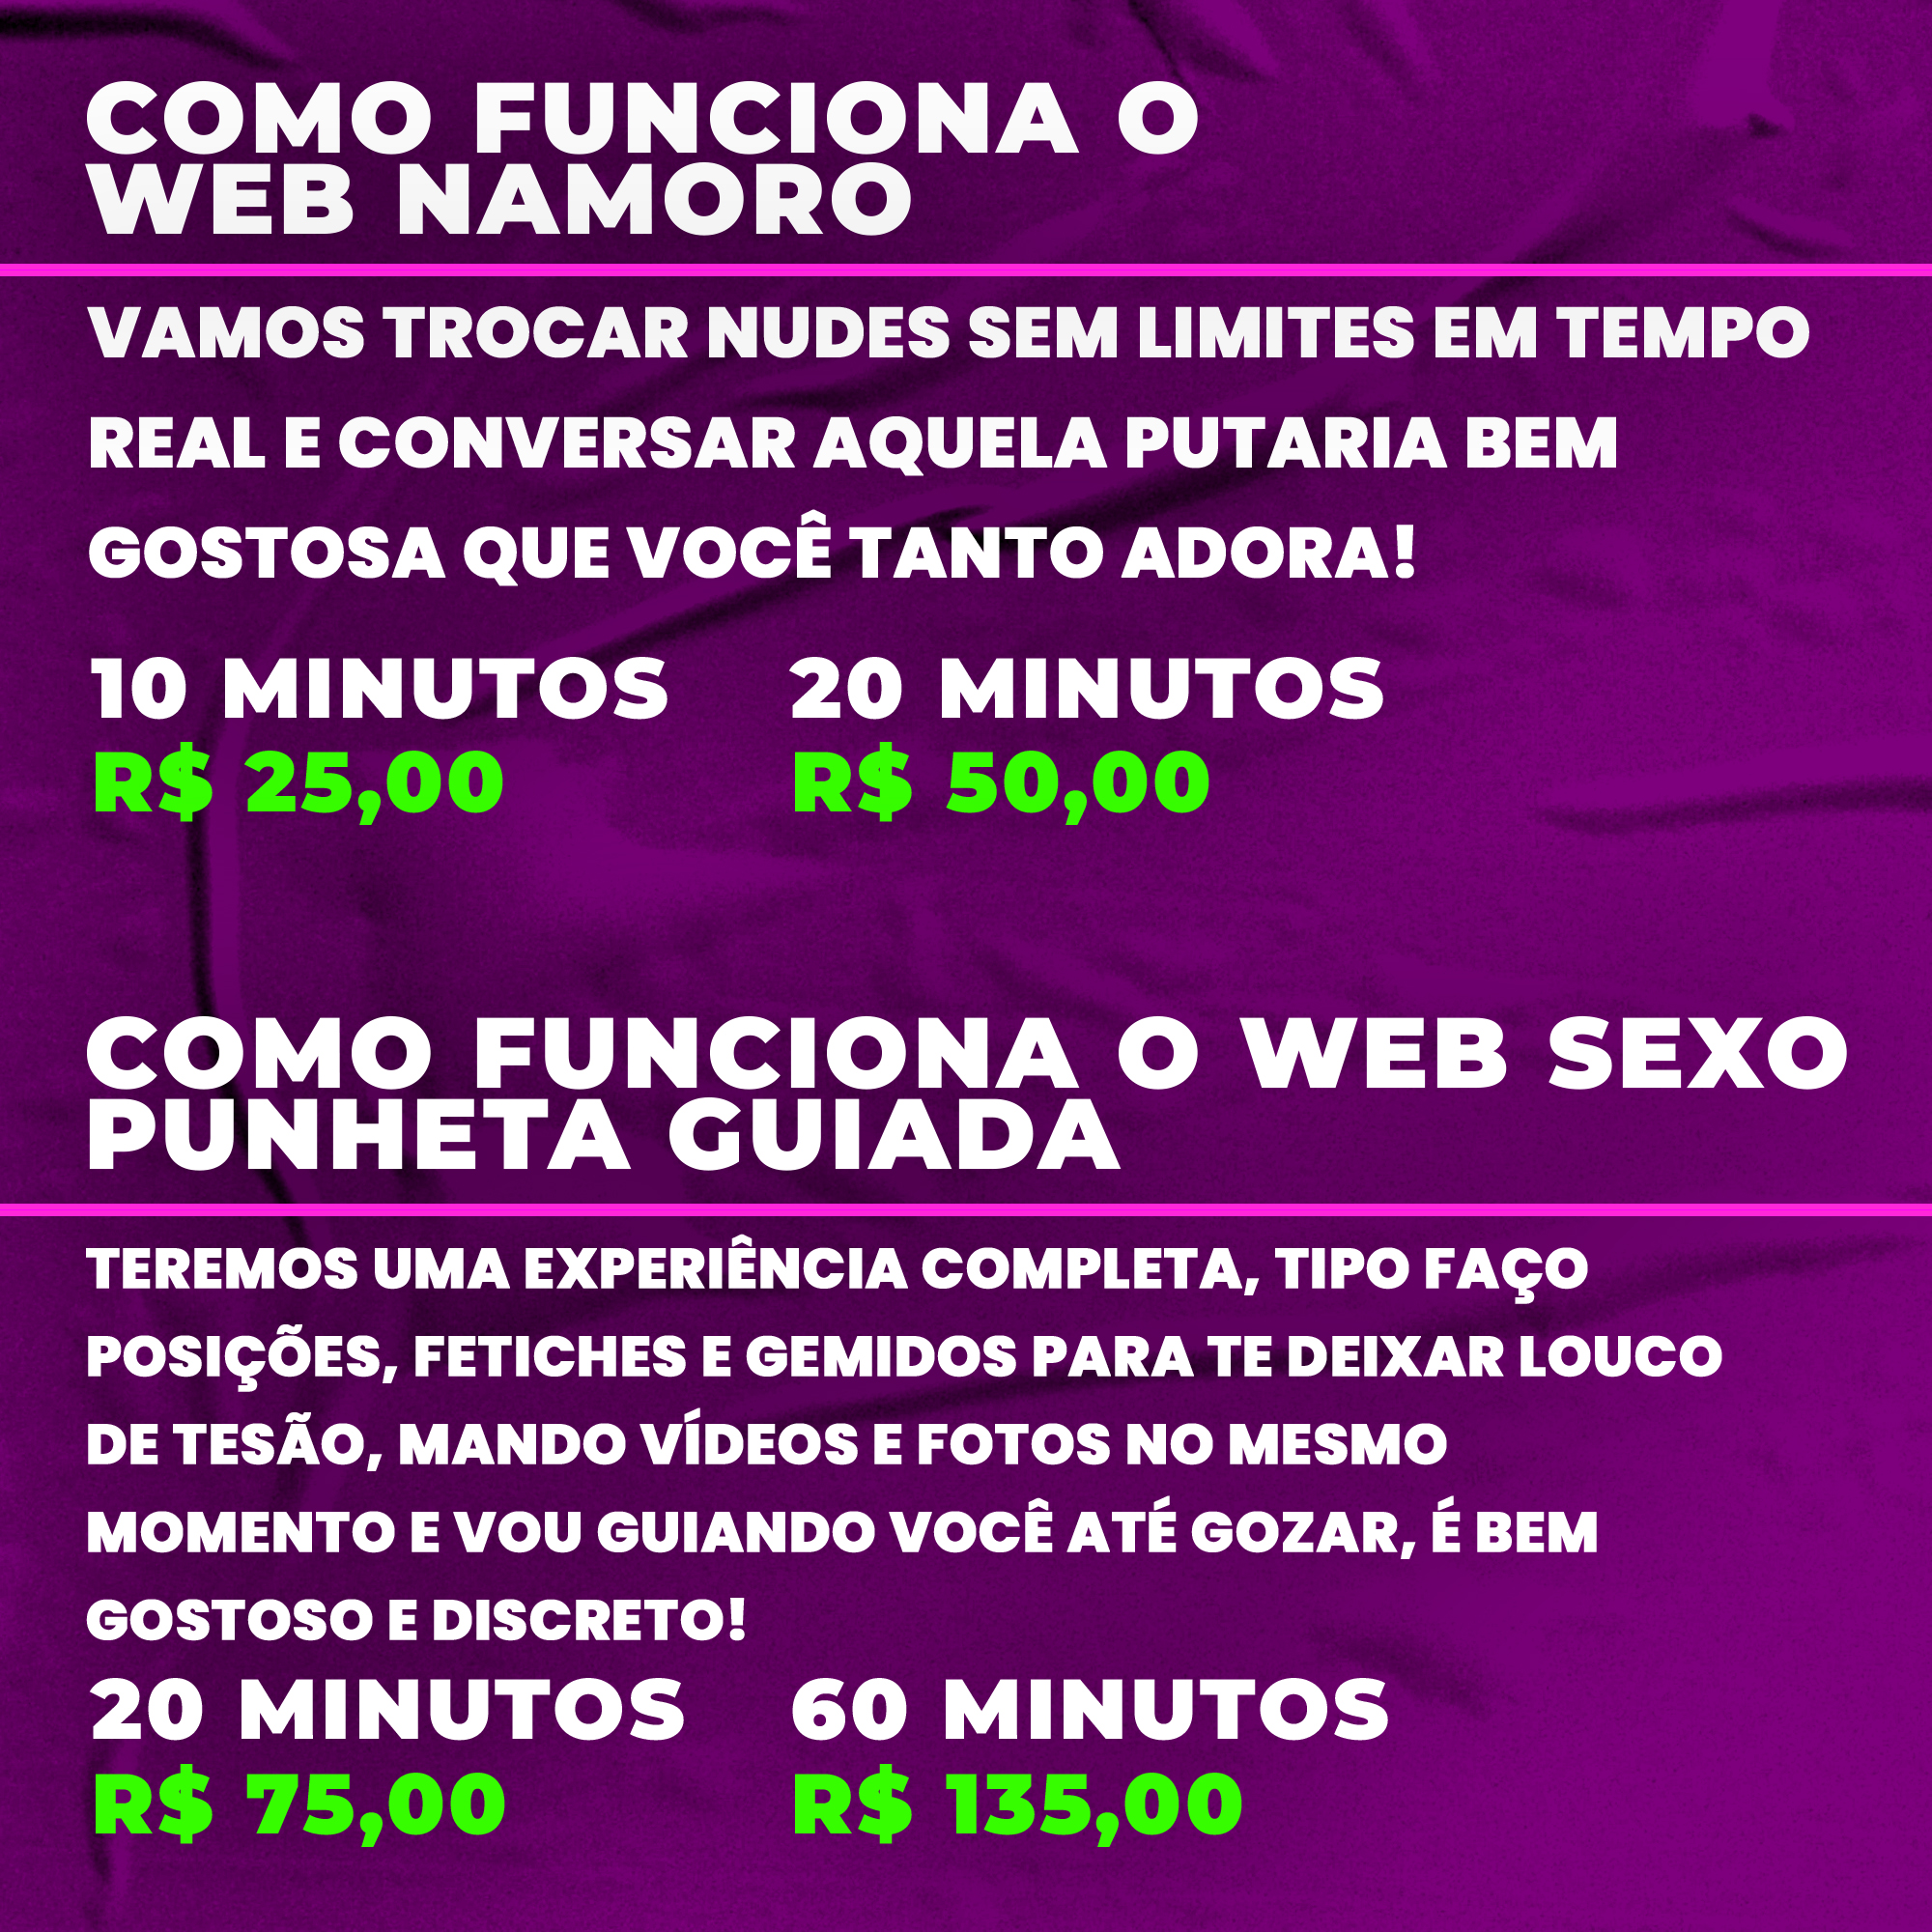 COMO FUNCIONA O
WEB NAMORO
VAMOS TROCAR NUDES SEM LIMITES EM TEMPO
REAL E CONVERSAR AQUELA PUTARIA BEM
GOSTOSA QUE VOCÊ TANTO ADORA!
10 MINUTOS 20 MINUTOS
R$ 25,00 R$ 50,00
COMO FUNCIONA O WEB SEXO
PUNHETA GUIADA
TEREMOS UMA EXPERIÊNCIA COMPLETA, TIPO FAÇO
POSIÇÕES, FETICHES E GEMIDOS PARA TE DEIXAR LOUCO
DE TESÃO, MANDO VÍDEOS E FOTOS NO MESMO
MOMENTO E VOU GUIANDO VOCÊ ATÉ GOZAR, É BEM
GOSTOSO E DISCRETO!
20 MINUTOS 60 MINUTOS
R$ 75,00 R$ 135,00